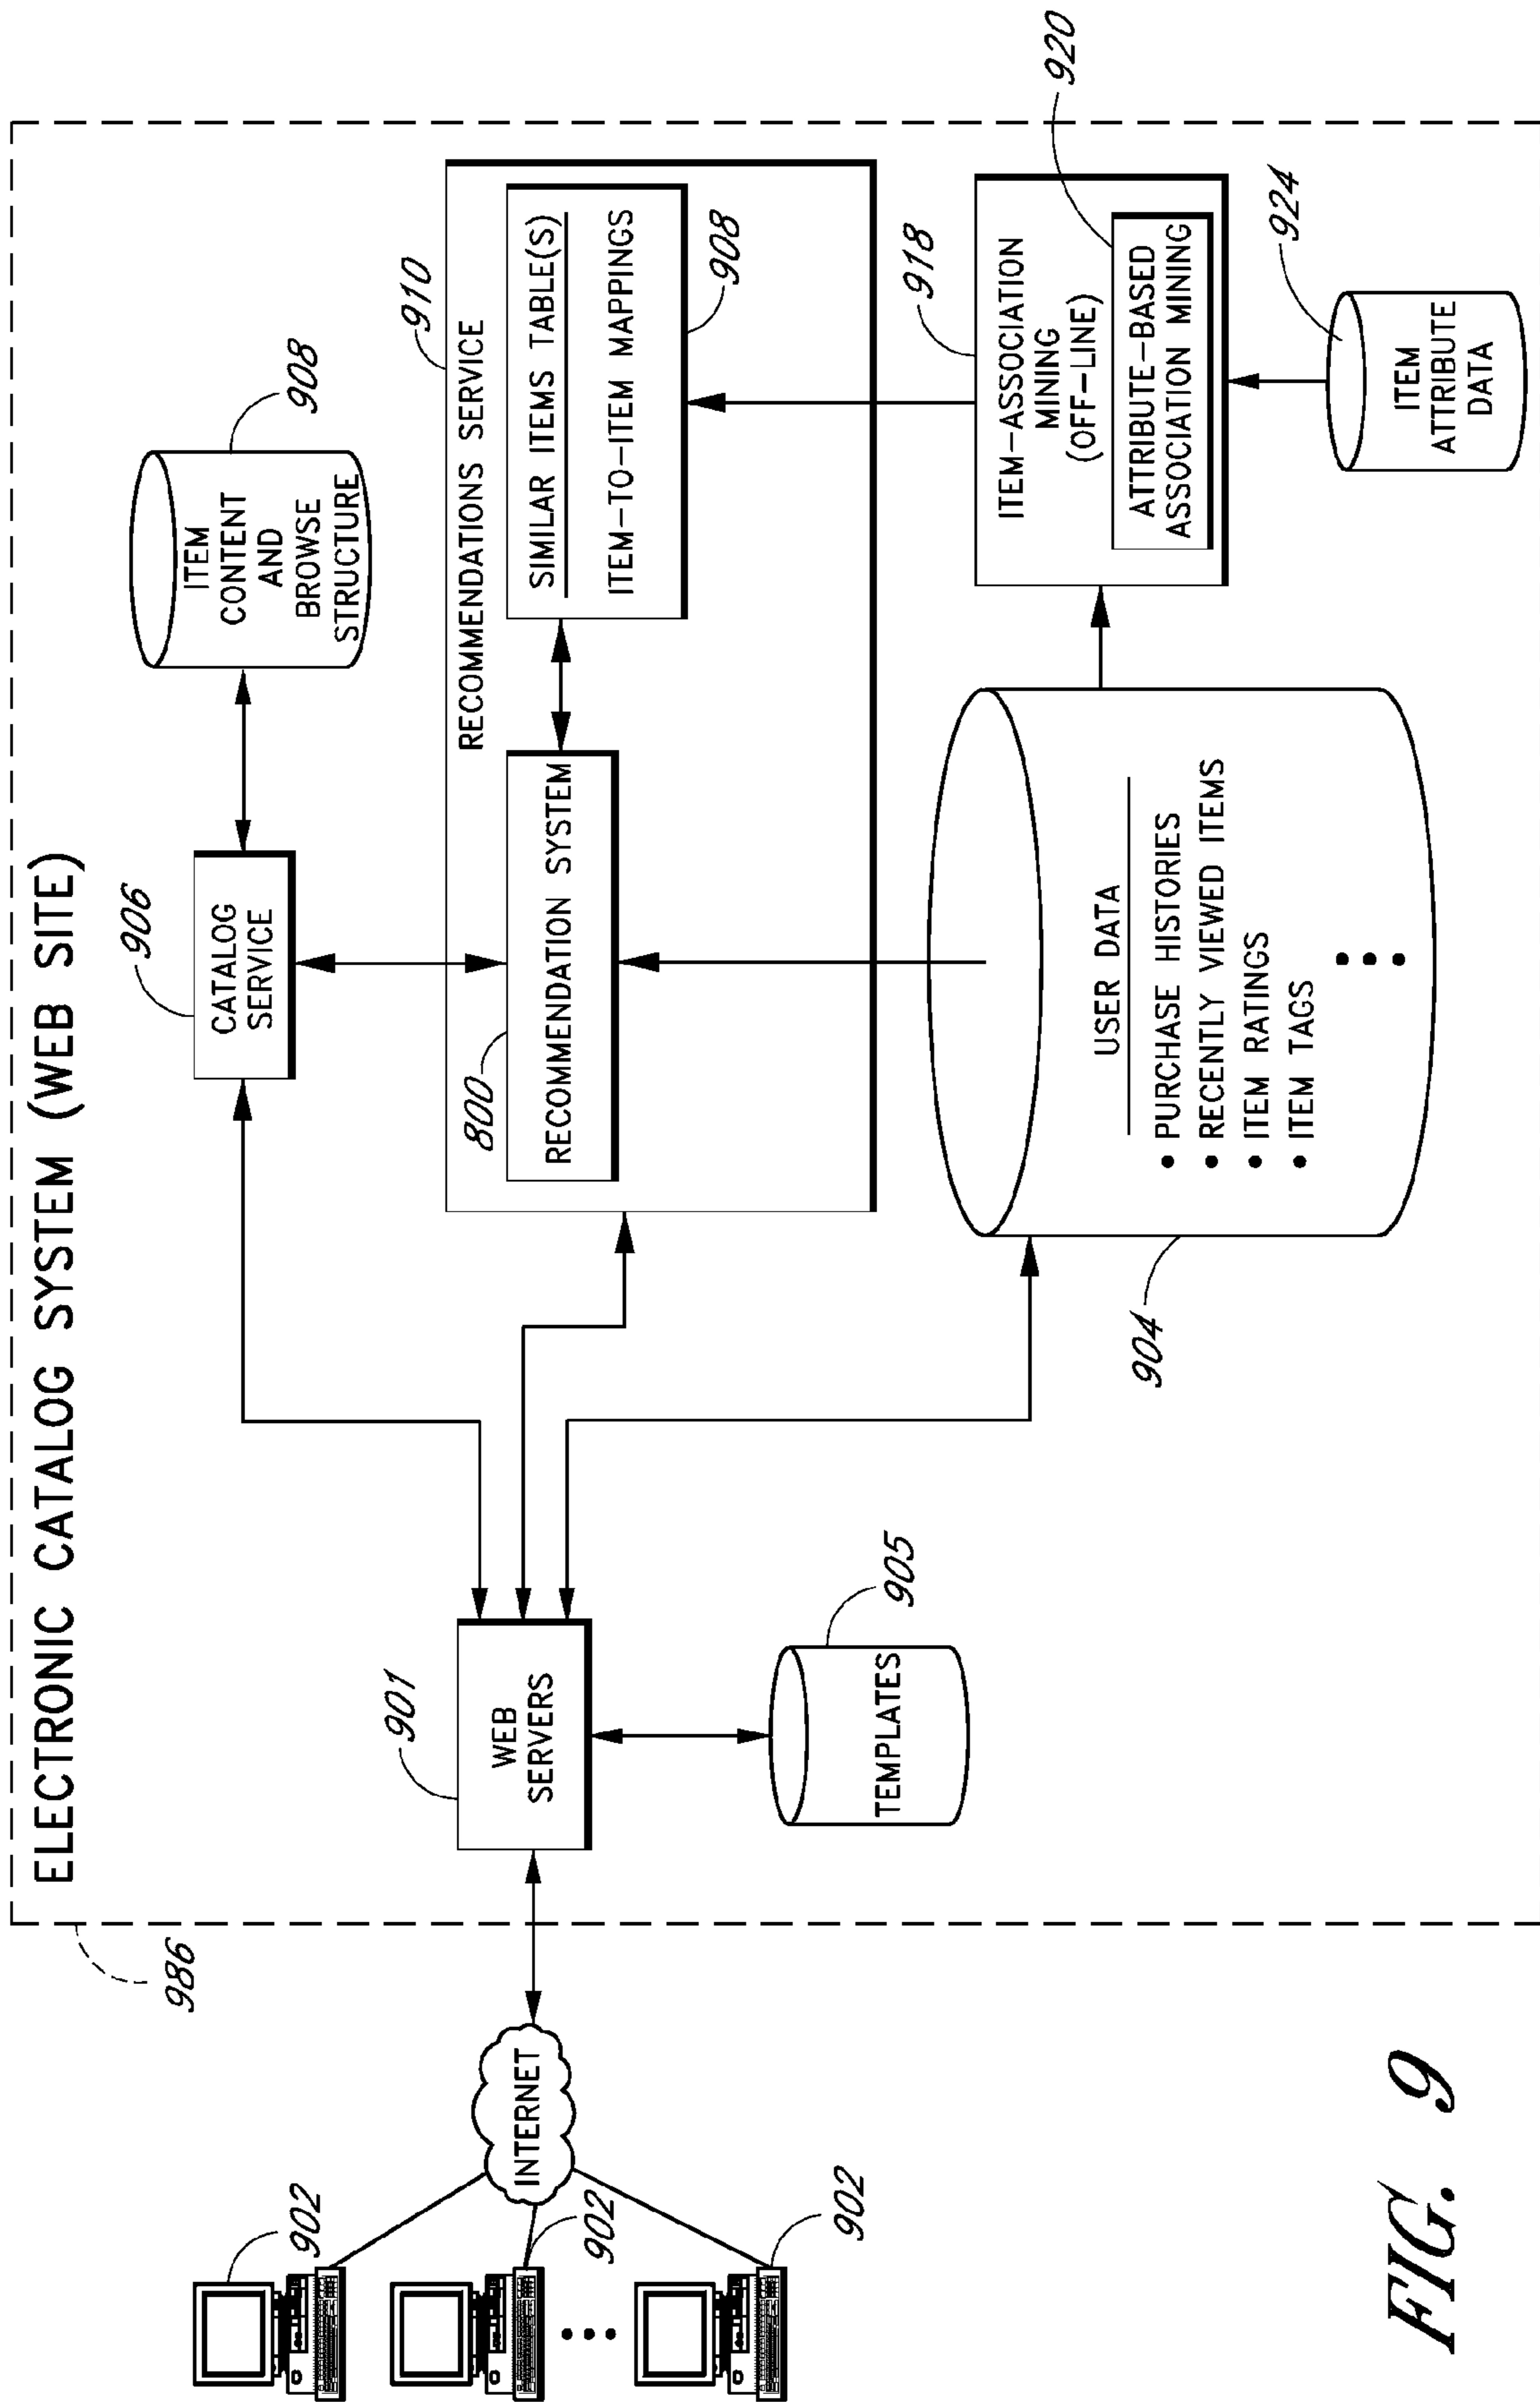 ELECTRONIC CATALOG SYSTEM (WEB SITE)
986
902
902
902
INTERNET
901
WEB
SERVERS
905
TEMPLATES
906
CATALOG
SERVICE
908
ITEM
CONTENT
AND
BROWSE
STRUCTURE
910
RECOMMENDATIONS SERVICE
800
RECOMMENDATION SYSTEM
SIMILAR ITEMS TABLE(S)
ITEM-TO-ITEM MAPPINGS
908
904
USER DATA
• PURCHASE HISTORIES
• RECENTLY VIEWED ITEMS
• ITEM RATINGS
• ITEM TAGS
918
ITEM-ASSOCIATION
MINING
(OFF-LINE)
920
ATTRIBUTE-BASED
ASSOCIATION MINING
924
ITEM
ATTRIBUTE
DATA
FIG. 9